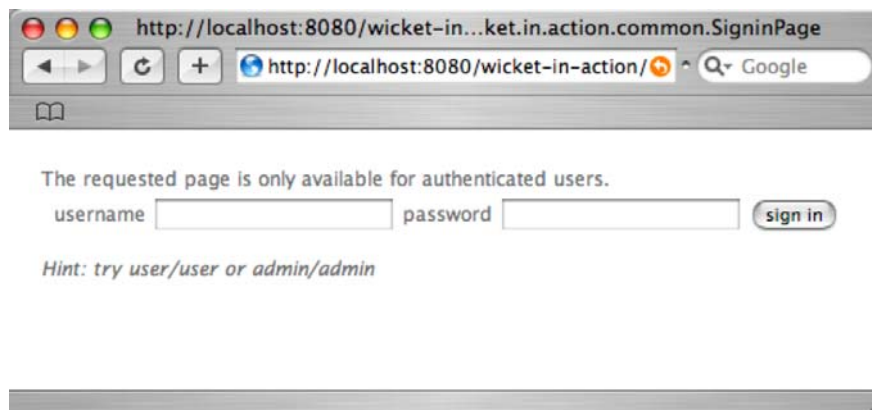 http://localhost:8080/wicket-in...ket.in.action.common.SigninPage
http://localhost:8080/wicket-in-action/ Google
The requested page is only available for authenticated users.
username password sign in
Hint: try user/user or admin/admin